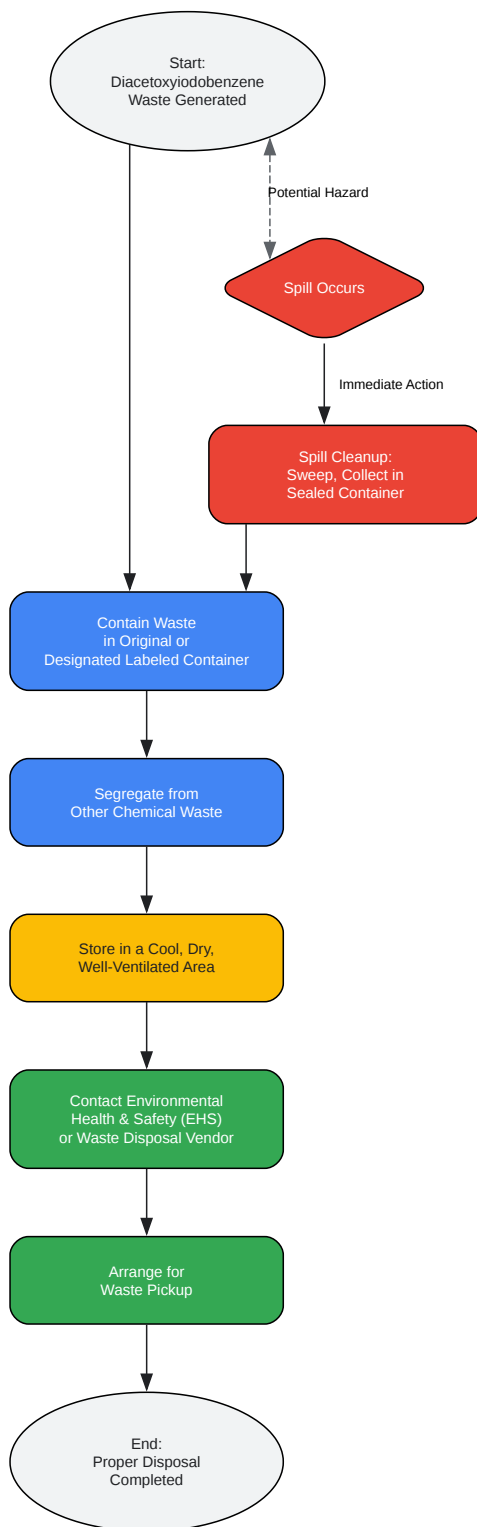 Start:
Diacetoxyiodobenzene
Waste Generated
Potential Hazard
Spill Occurs
Immediate Action
Spill Cleanup:
Sweep, Collect in
Sealed Container
Contain Waste
in Original or
Designated Labeled Container
Segregate from
Other Chemical Waste
Store in a Cool, Dry,
Well-Ventilated Area
Contact Environmental
Health & Safety (EHS)
or Waste Disposal Vendor
Arrange for
Waste Pickup
End:
Proper Disposal
Completed